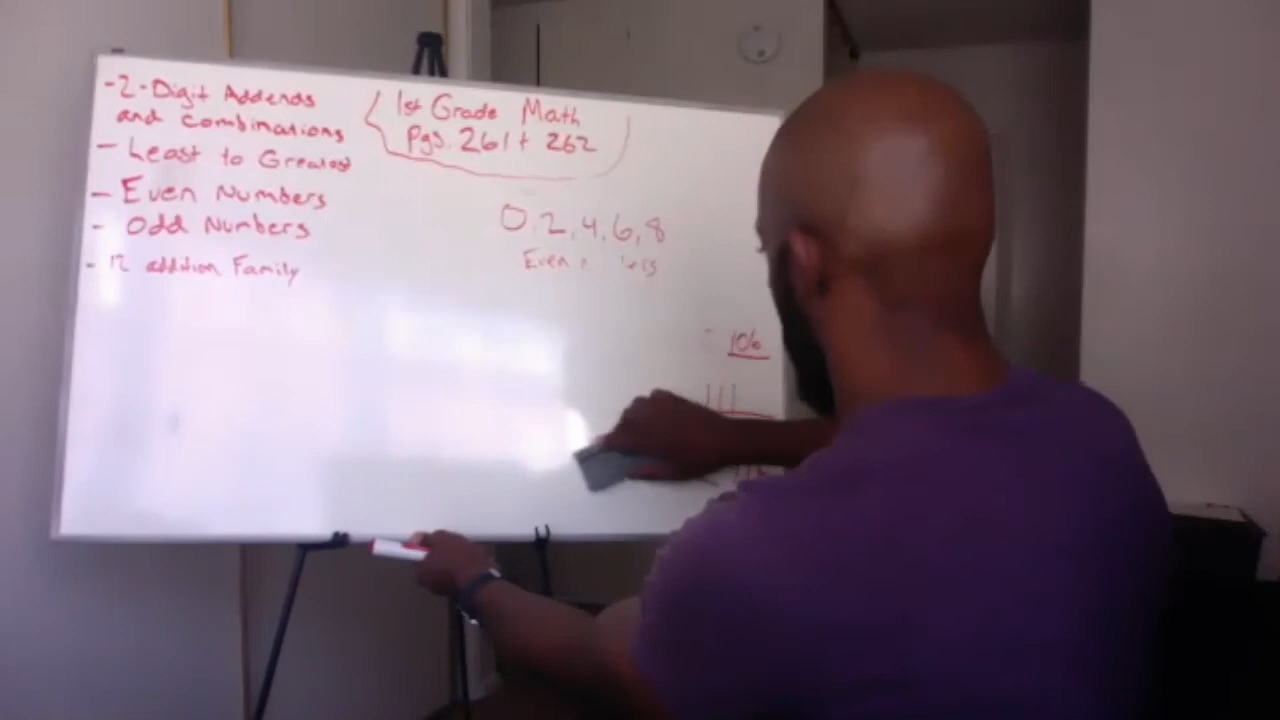 -2-Digit Addends
and Combinations
- Least to Greatest
- Even Numbers
- Odd Numbers
- 12 addition Family
1st Grade Math
Pgs. 261 + 262
0, 2, 4, 6, 8
Even
106